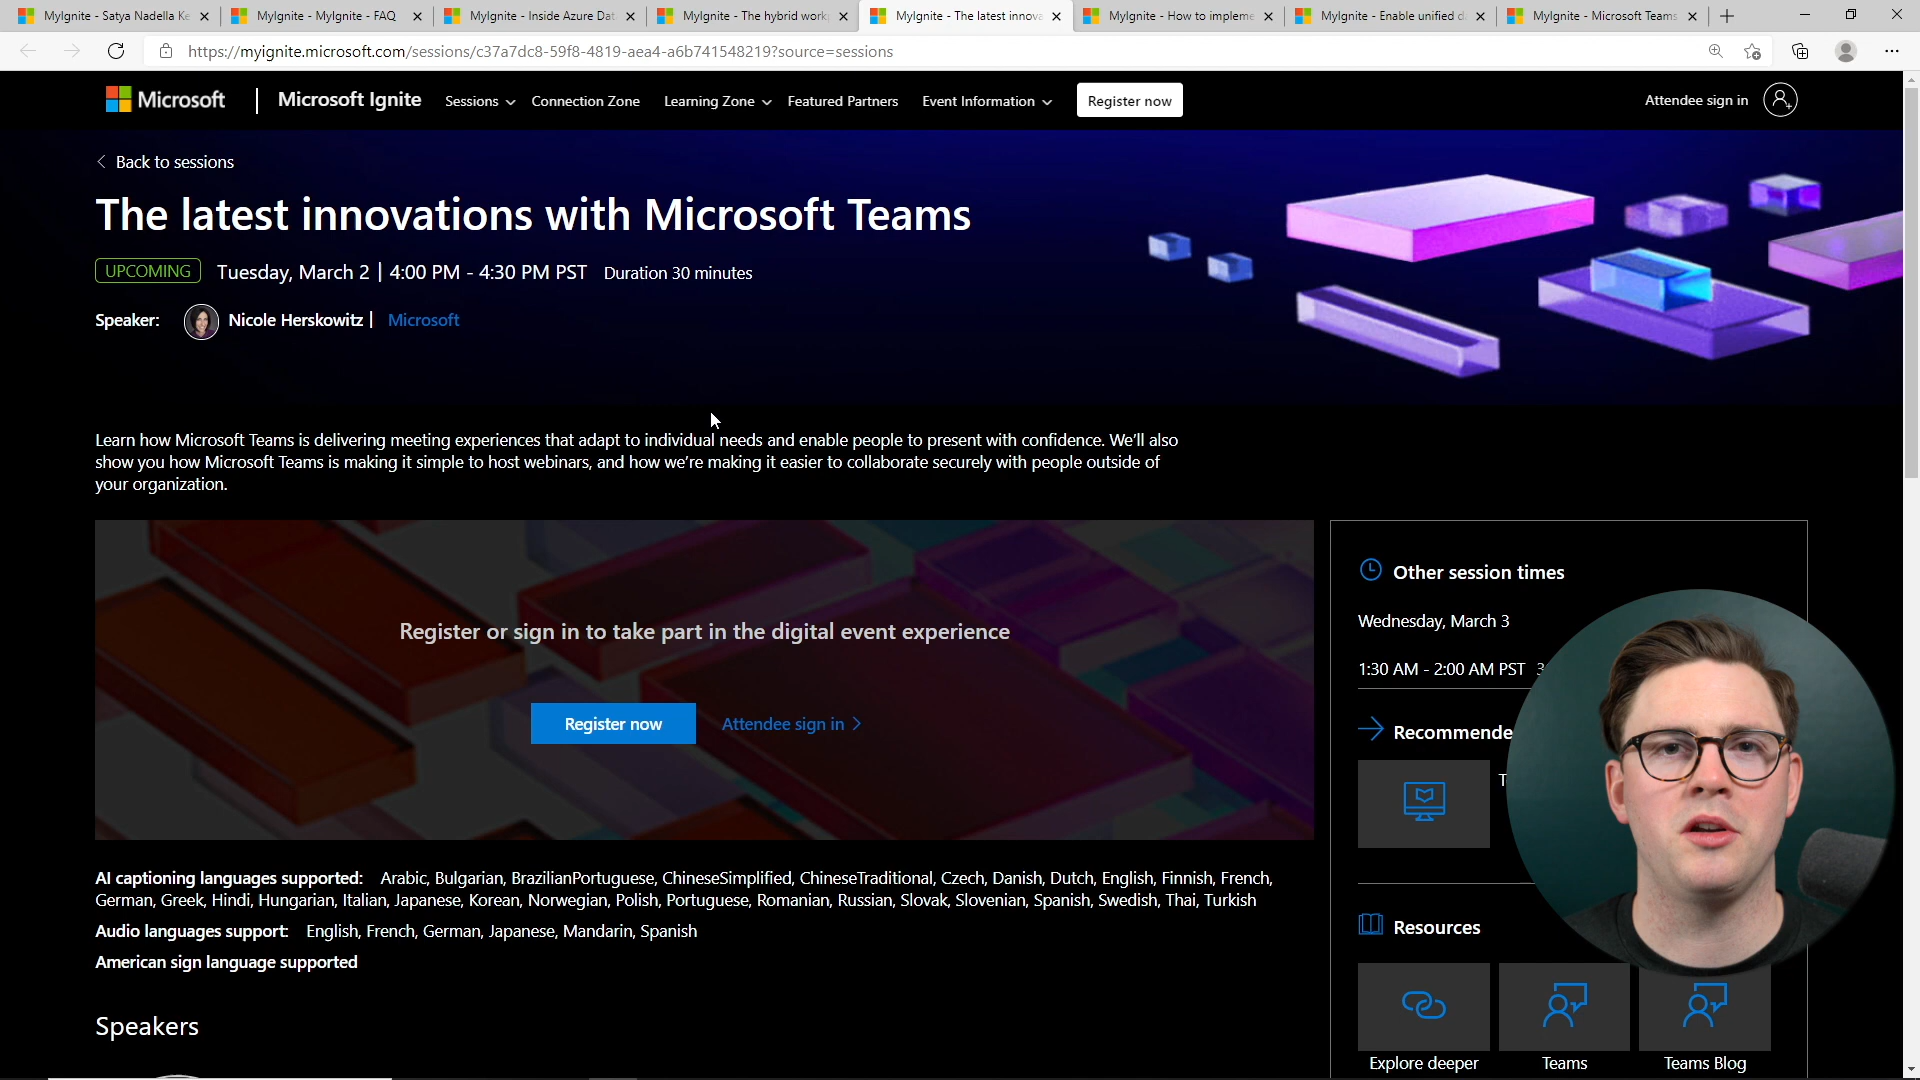 MyIgnite - Satya Nadella Ke
MyIgnite - MyIgnite - FAQ
MyIgnite - Inside Azure Dat
MyIgnite - The hybrid work
MyIgnite - The latest innova
MyIgnite - How to impleme
MyIgnite - Enable unified d
MyIgnite - Microsoft Teams
https://myignite.microsoft.com/sessions/c37a7dc8-59f8-4819-aea4-a6b741548219?source=sessions
Microsoft | Microsoft Ignite Sessions Connection Zone Learning Zone Featured Partners Event Information Register now Attendee sign in
Back to sessions
The latest innovations with Microsoft Teams
UPCOMING Tuesday, March 2 | 4:00 PM - 4:30 PM PST Duration 30 minutes
Speaker: Nicole Herskowitz | Microsoft
Learn how Microsoft Teams is delivering meeting experiences that adapt to individual needs and enable people to present with confidence. We'll also
show you how Microsoft Teams is making it simple to host webinars, and how we're making it easier to collaborate securely with people outside of
your organization.
Register or sign in to take part in the digital event experience
Register now Attendee sign in
Other session times
Wednesday, March 3
1:30 AM - 2:00 AM PST 3
Recommende
T
Resources
Explore deeper Teams Teams Blog
AI captioning languages supported: Arabic, Bulgarian, BrazilianPortuguese, ChineseSimplified, ChineseTraditional, Czech, Danish, Dutch, English, Finnish, French,
German, Greek, Hindi, Hungarian, Italian, Japanese, Korean, Norwegian, Polish, Portuguese, Romanian, Russian, Slovak, Slovenian, Spanish, Swedish, Thai, Turkish
Audio languages support: English, French, German, Japanese, Mandarin, Spanish
American sign language supported
Speakers